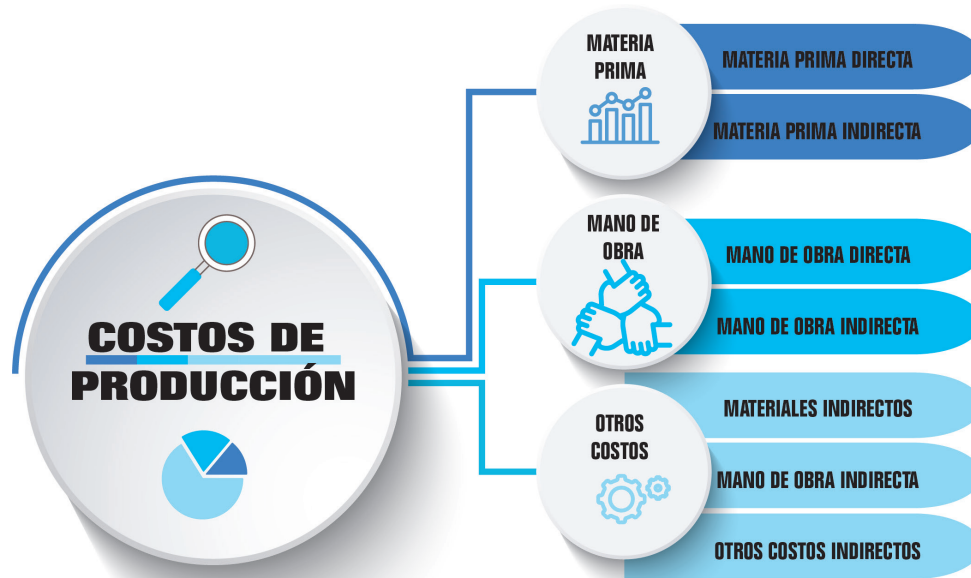 COSTOS DE
PRODUCCIÓN
MATERIA
PRIMA
MATERIA PRIMA DIRECTA
MATERIA PRIMA INDIRECTA
MANO DE
OBRA
MANO DE OBRA DIRECTA
MANO DE OBRA INDIRECTA
OTROS
COSTOS
MATERIALES INDIRECTOS
MANO DE OBRA INDIRECTA
OTROS COSTOS INDIRECTOS